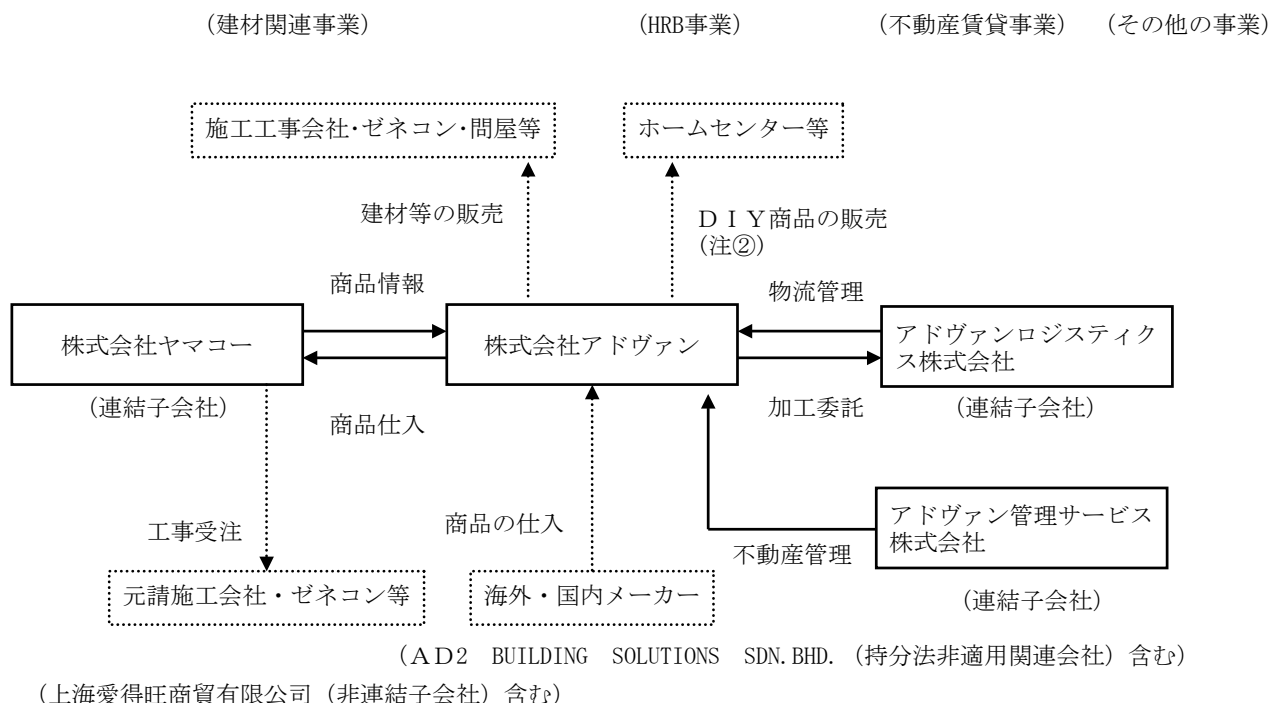 (建材関連事業) (HRB事業) (不動産賃貸事業) (その他の事業)
施工工事会社･ゼネコン･問屋等
ホームセンター等
建材等の販売
ＤＩＹ商品の販売
(注②)
商品情報
物流管理
株式会社ヤマコー
株式会社アドヴァン
アドヴァンロジスティク
ス株式会社
(連結子会社)
商品仕入
加工委託
(連結子会社)
工事受注
商品の仕入
不動産管理
アドヴァン管理サービス
株式会社
元請施工会社・ゼネコン等
海外・国内メーカー
(連結子会社)
(ＡＤ2 BUILDING SOLUTIONS SDN.BHD. (持分法非適用関連会社) 含む)
(上海愛得旺商貿有限公司 (非連結子会社) 含む)